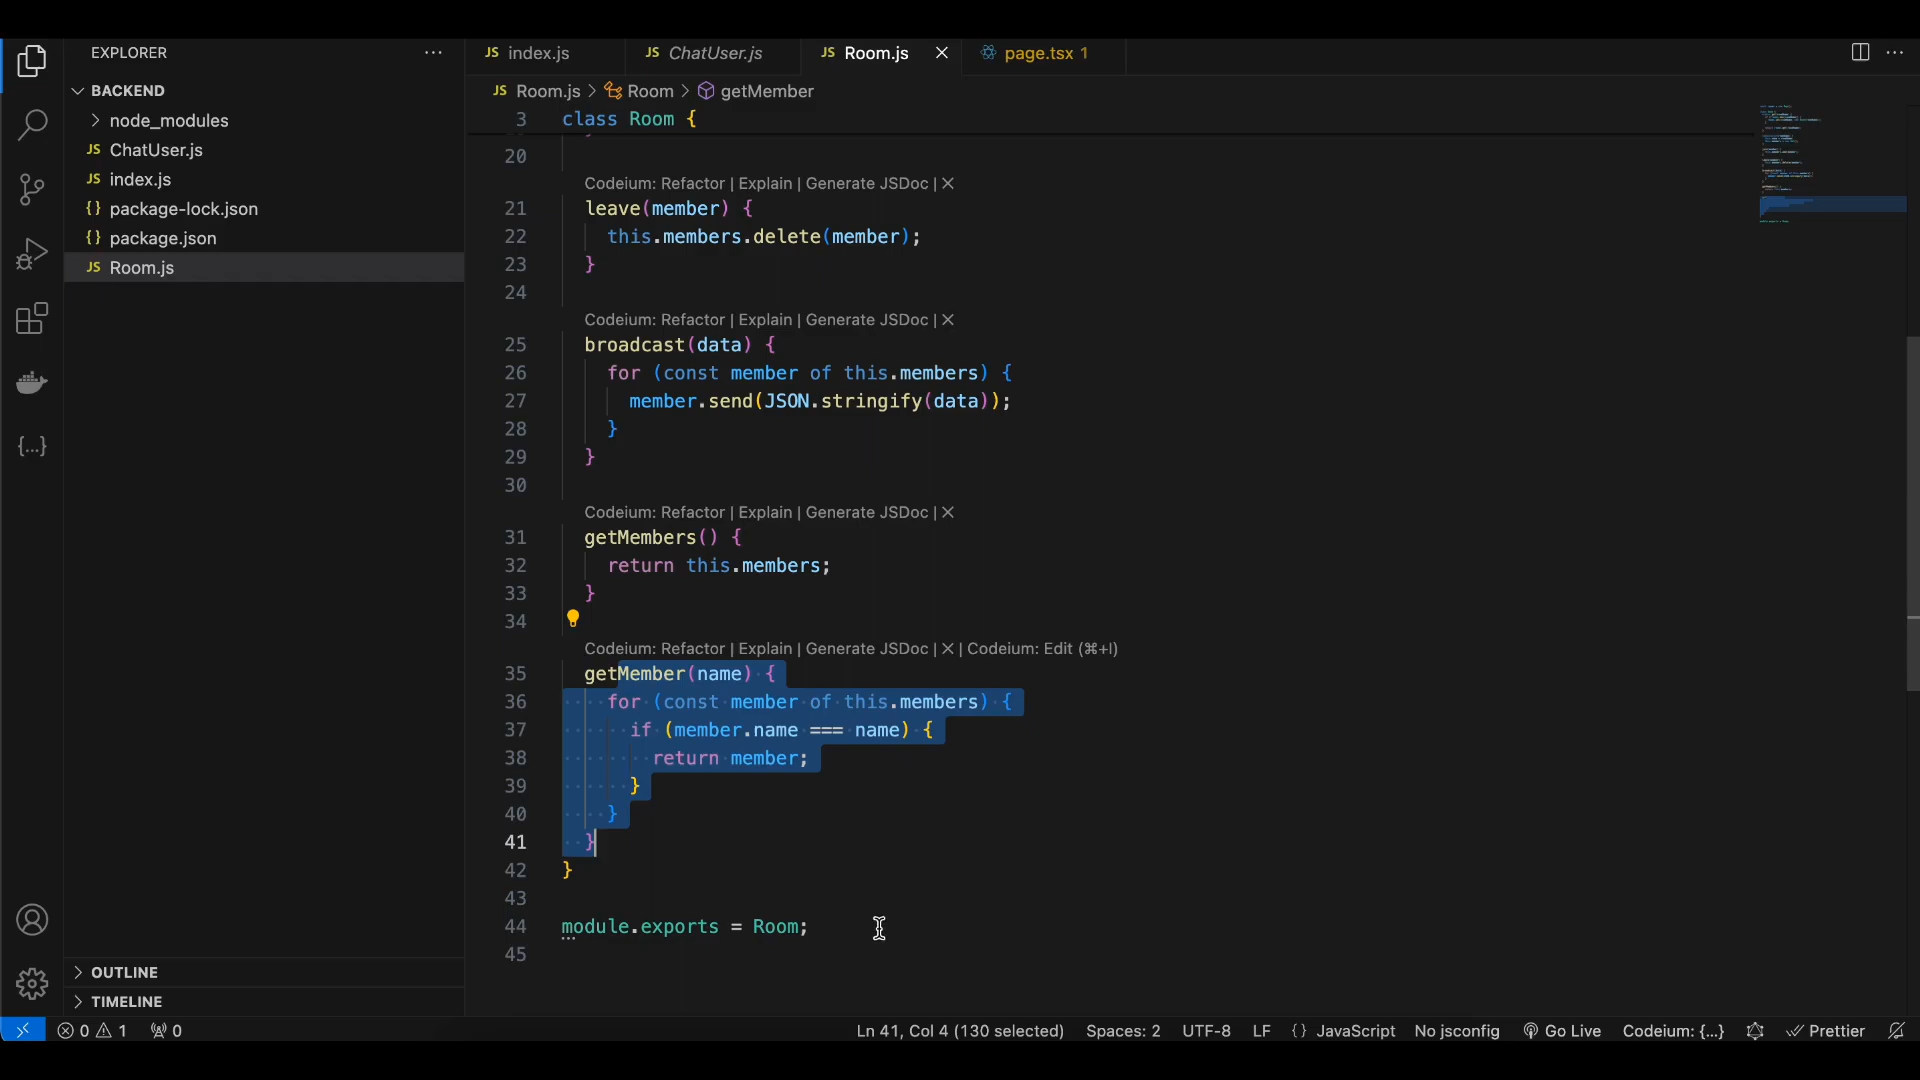 EXPLORER
BACKEND
node_modules
JS ChatUser.js
JS index.js
{} package-lock.json
{} package.json
JS Room.js
OUTLINE
TIMELINE
JS index.js
JS ChatUser.js
JS Room.js
page.tsx 1
JS Room.js > Room > getMember
3 class Room {
20
Codeium: Refactor | Explain | Generate JSDoc | ×
21 leave(member) {
22 this.members.delete(member);
23 }
24
Codeium: Refactor | Explain | Generate JSDoc | ×
25 broadcast(data) {
26 for (const member of this.members) {
27 member.send(JSON.stringify(data));
28 }
29 }
30
Codeium: Refactor | Explain | Generate JSDoc | ×
31 getMembers() {
32 return this.members;
33 }
34
Codeium: Refactor | Explain | Generate JSDoc | × | Codeium: Edit (⌘+I)
35 getMember(name) {
36 for (const member of this.members) {
37 if (member.name === name) {
38 return member;
39 }
40 }
41 }
42 }
43
44 module.exports = Room;
45
0 1 0 Ln 41, Col 4 (130 selected) Spaces: 2 UTF-8 LF {} JavaScript No jsconfig Go Live Codeium: {...} Prettier